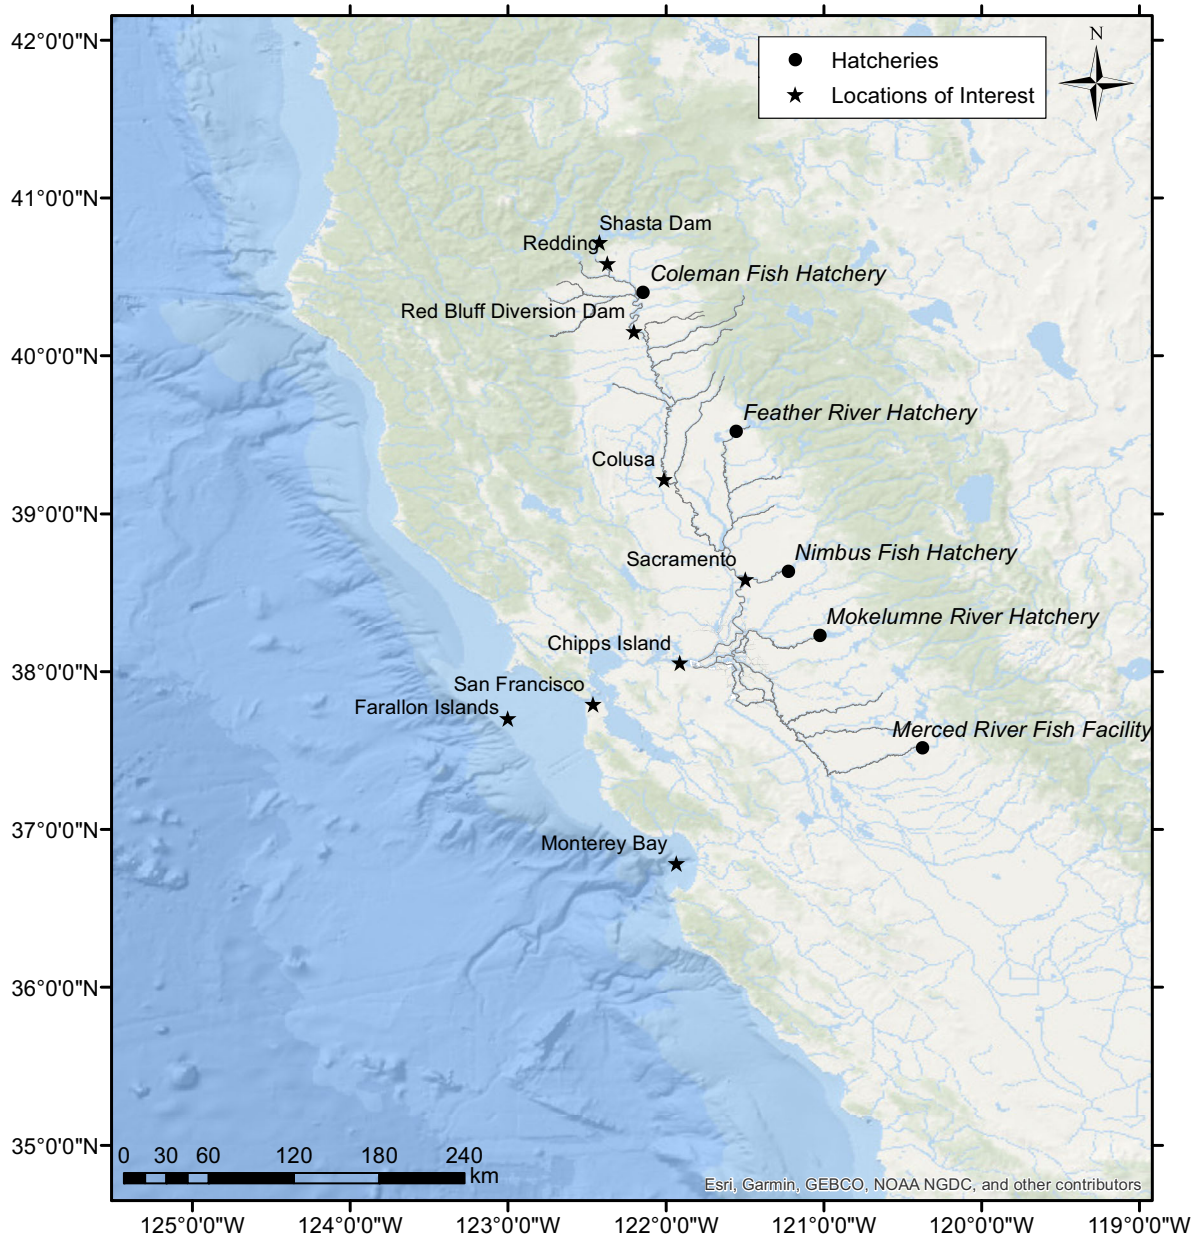 42°0'0"N
N
Hatcheries
Locations of Interest
41°0'0"N
Shasta Dam
Redding
Coleman Fish Hatchery
Red Bluff Diversion Dam
40°0'0"N
Feather River Hatchery
Colusa
39°0'0"N
Nimbus Fish Hatchery
Sacramento
Mokelumne River Hatchery
Chipps Island
38°0'0"N
San Francisco
Farallon Islands
Merced River Fish Facility
37°0'0"N
Monterey Bay
36°0'0"N
35°0'0"N
0 30 60 120 180 240
km
Esri, Garmin, GEBCO, NOAA NGDC, and other contributors
125°0'0"W 124°0'0"W 123°0'0"W 122°0'0"W 121°0'0"W 120°0'0"W 119°0'0"W